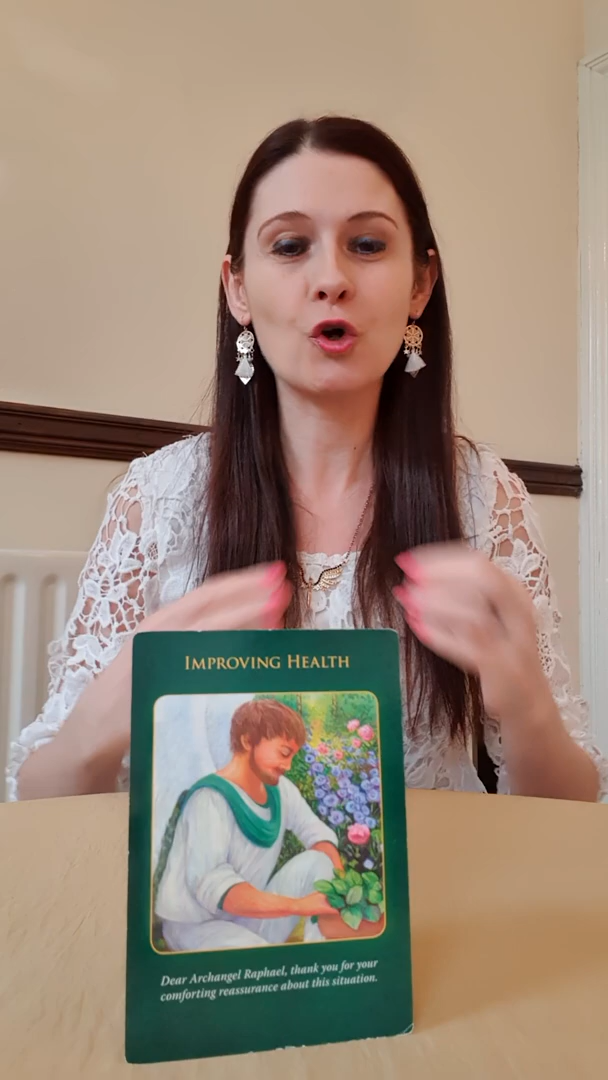 IMPROVING HEALTH
Dear Archangel Raphael, thank you for your
comforting reassurance about this situation.